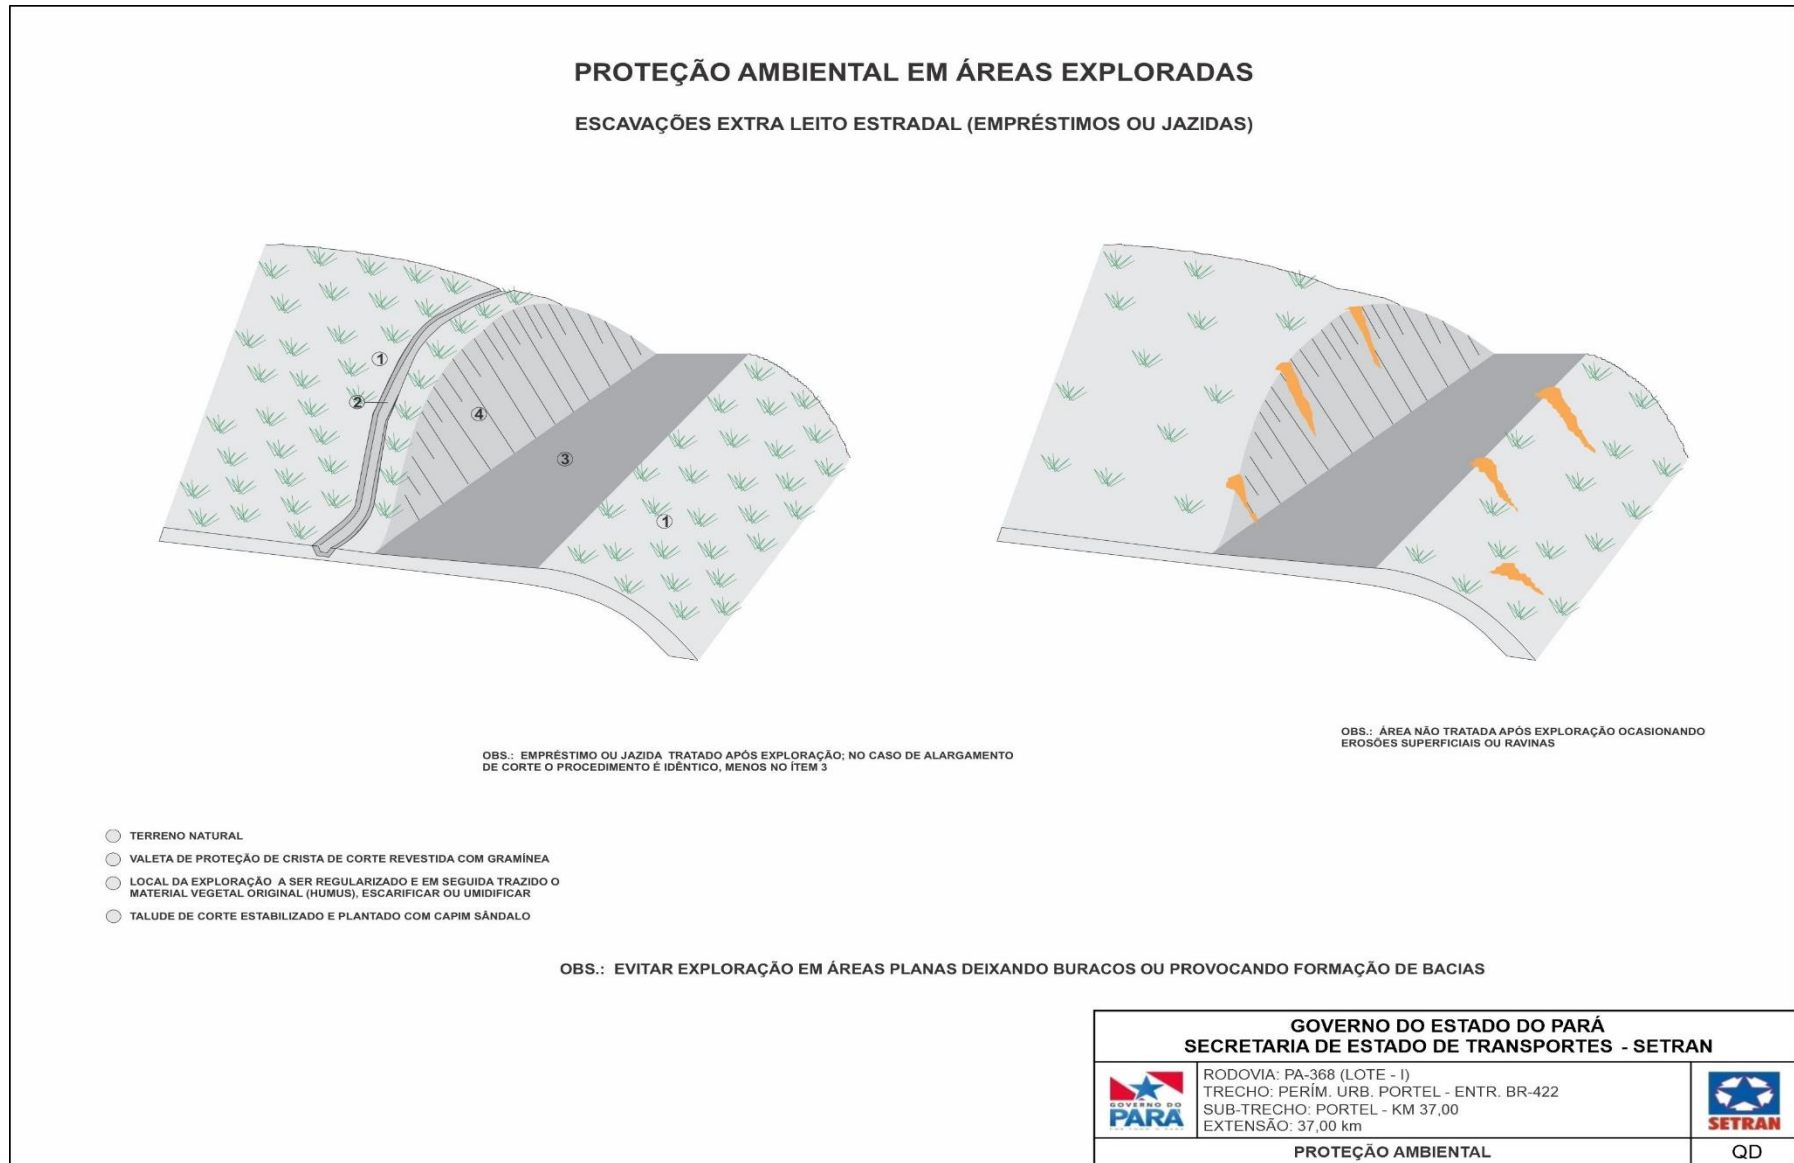 PROTEÇÃO AMBIENTAL EM ÁREAS EXPLORADAS
ESCAVAÇÕES EXTRA LEITO ESTRADAL (EMPRÉSTIMOS OU JAZIDAS)
1
2
4
3
1
OBS.: ÁREA NÃO TRATADA APÓS EXPLORAÇÃO OCASIONANDO
EROSÕES SUPERFICIAIS OU RAVINAS
OBS.: EMPRÉSTIMO OU JAZIDA TRATADO APÓS EXPLORAÇÃO; NO CASO DE ALARGAMENTO
DE CORTE O PROCEDIMENTO É IDÊNTICO, MENOS NO ÍTEM 3
TERRENO NATURAL
VALETA DE PROTEÇÃO DE CRISTA DE CORTE REVESTIDA COM GRAMÍNEA
LOCAL DA EXPLORAÇÃO A SER REGULARIZADO E EM SEGUIDA TRAZIDO O
MATERIAL VEGETAL ORIGINAL (HUMUS), ESCARIFICAR OU UMIDIFICAR
TALUDE DE CORTE ESTABILIZADO E PLANTADO COM CAPIM SÂNDALO
OBS.: EVITAR EXPLORAÇÃO EM ÁREAS PLANAS DEIXANDO BURACOS OU PROVOCANDO FORMAÇÃO DE BACIAS
GOVERNO DO ESTADO DO PARÁ
SECRETARIA DE ESTADO DE TRANSPORTES - SETRAN
GOVERNO DO
PARÁ
RODOVIA: PA-368 (LOTE - I)
TRECHO: PERÍM. URB. PORTEL - ENTR. BR-422
SUB-TRECHO: PORTEL - KM 37,00
EXTENSÃO: 37,00 km
SETRAN
PROTEÇÃO AMBIENTAL
QD